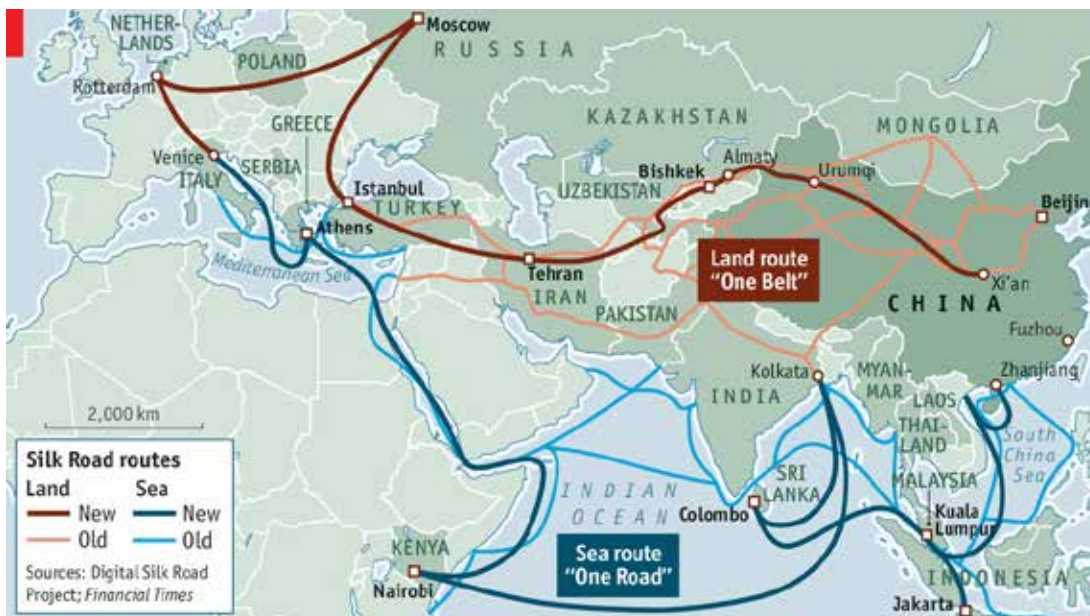 NETHER-
LANDS
Moscow
RUSSIA
POLAND
Rotterdam
KAZAKHSTAN
MONGOLIA
GREECE
Venice
ITALY
SERBIA
Almaty
Bishkek
Urumqi
UZBEKISTAN
Istanbul
TURKEY
Beijin
Athens
Mediterranean Sea
Tehran
IRAN
Land route
"One Belt"
Xi'an
CHINA
PAKISTAN
Fuzhou
Kolkata
MYAN-
MAR
Zhanjiang
INDIA
LAOS
THAI-
LAND
South
China
Sea
2,000 km
Silk Road routes
Land
Sea
New
New
Old
Old
Sources: Digital Silk Road
Project; Financial Times
INDIAN
OCEAN
SRI
LANKA
MALAYSIA
Colombo
Kuala
Lumpur
KENYA
Nairobi
Sea route
"One Road"
INDONESIA
Jakarta